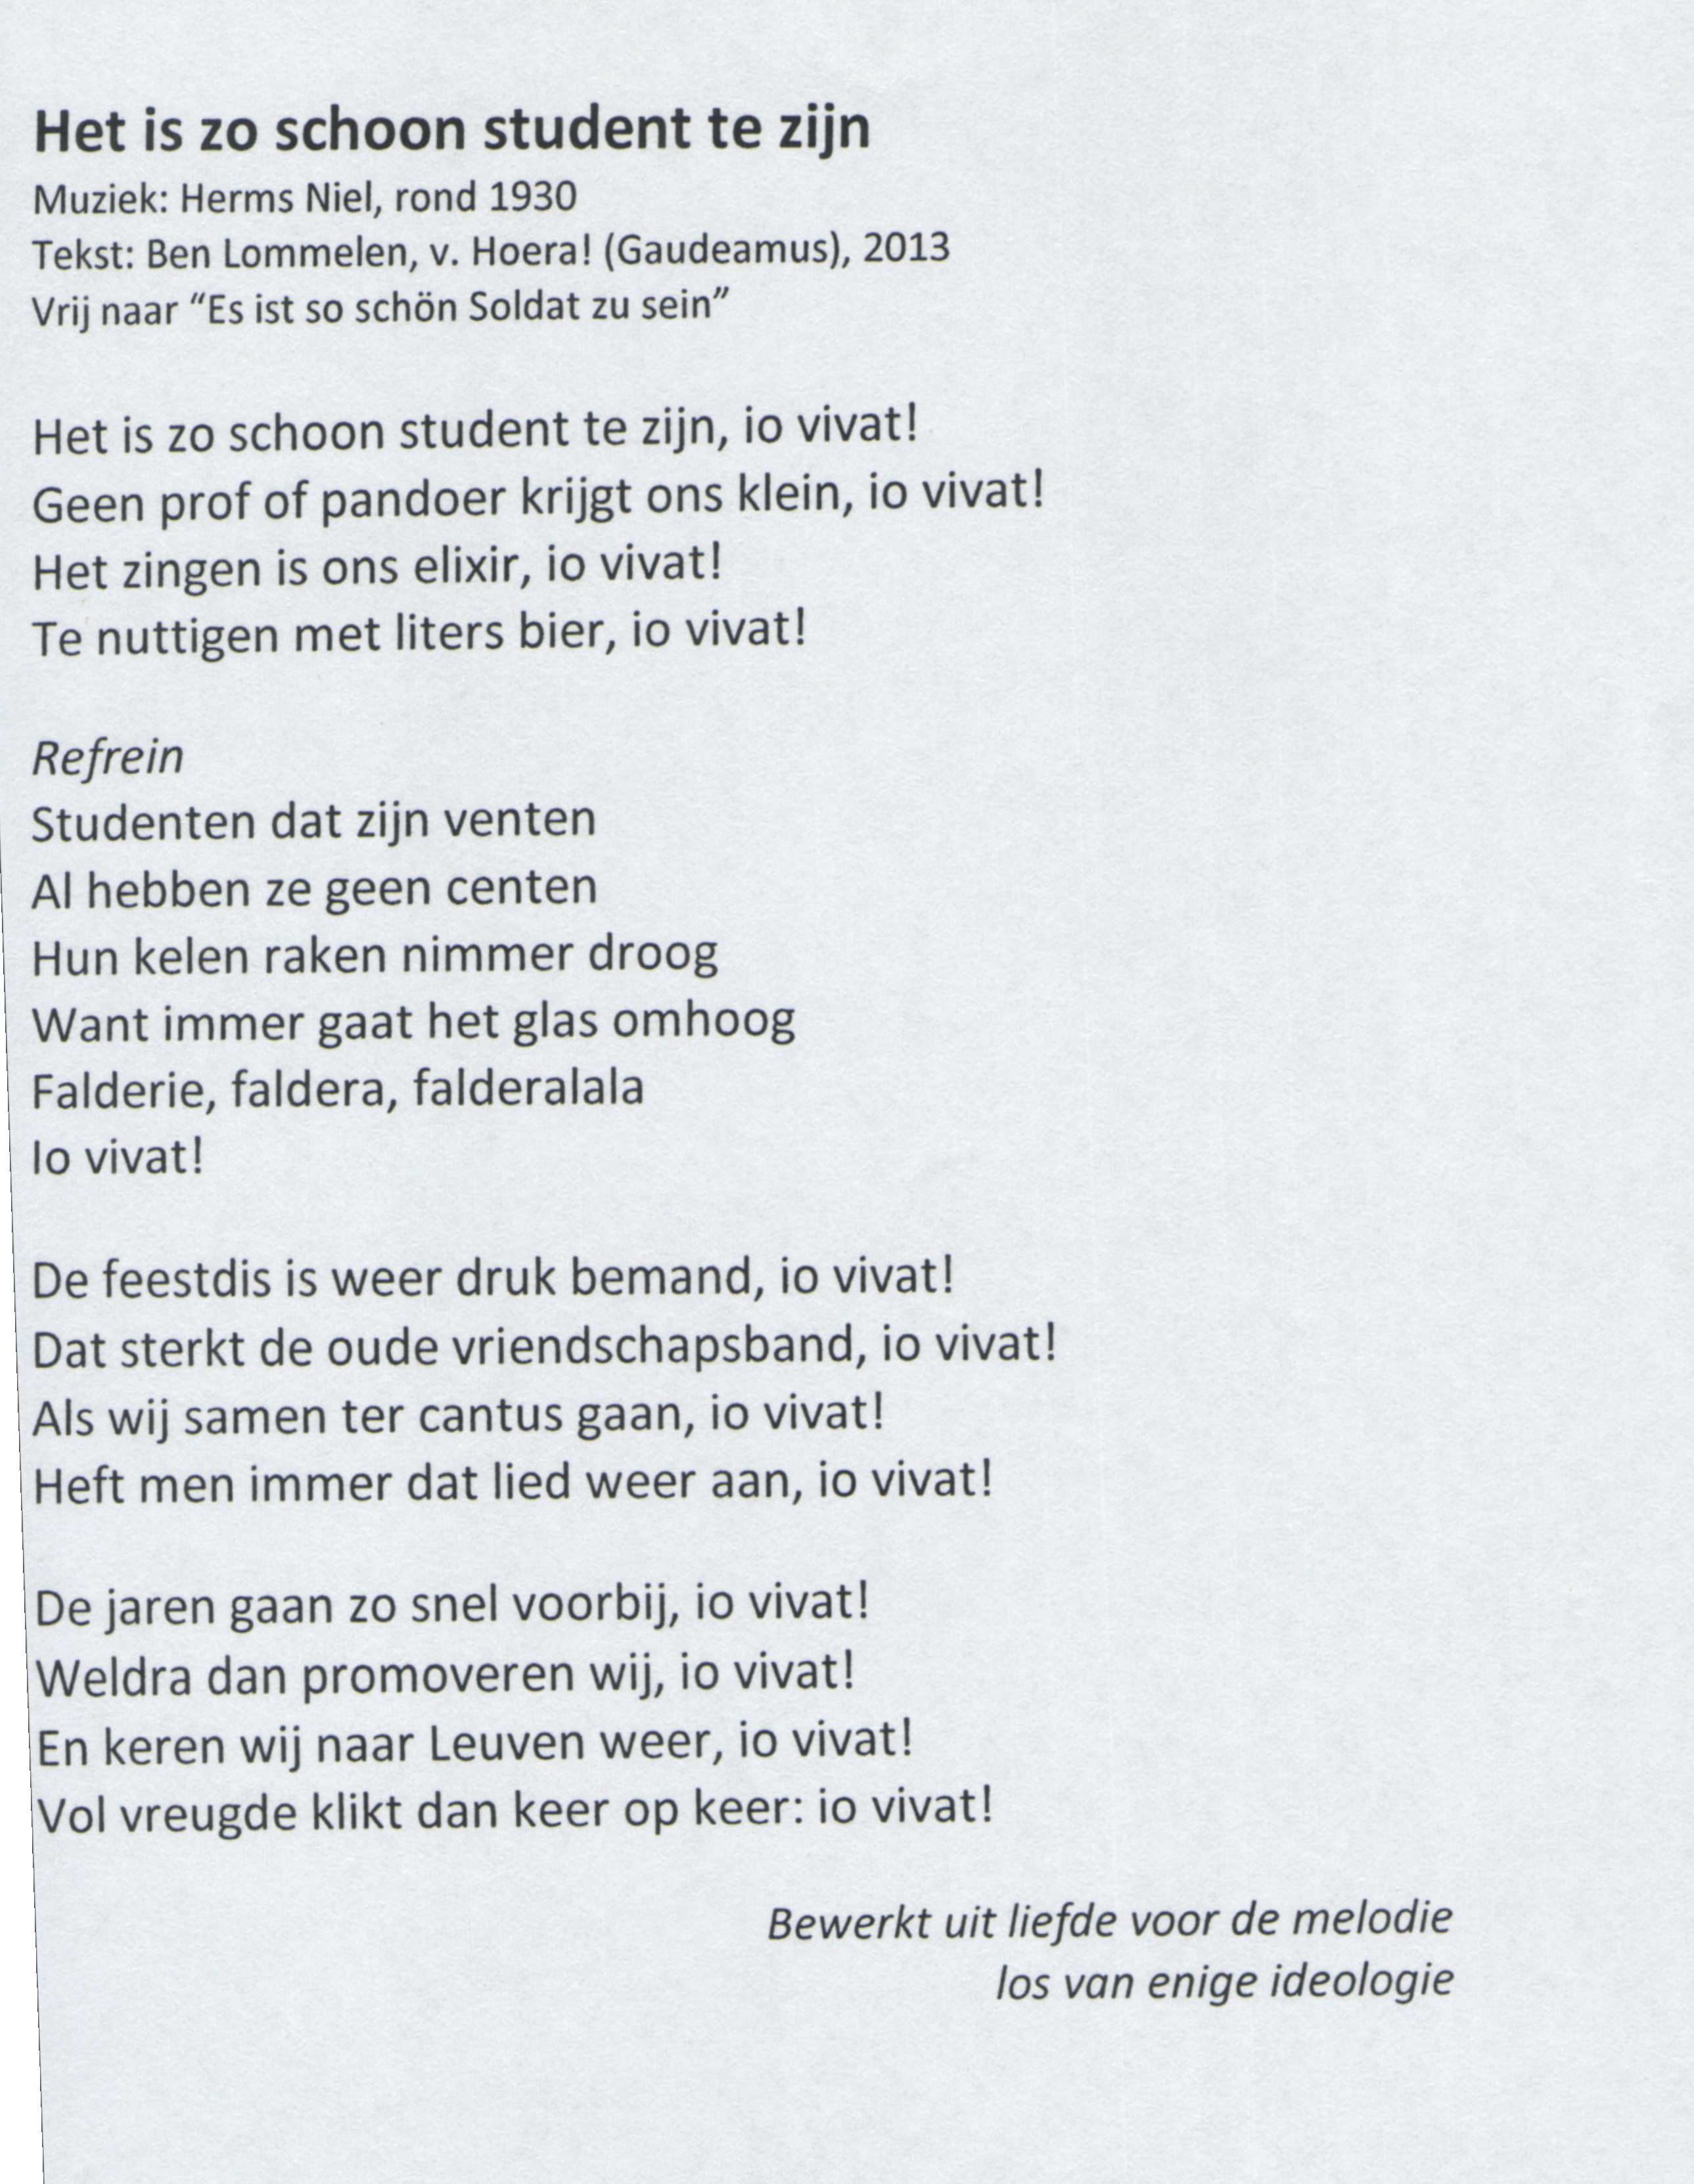 Het is zo schoon student te zijn
Muziek: Herms Niel, rond 1930
Tekst: Ben Lommelen, v. Hoera! (Gaudeamus), 2013
Vrij naar “Es ist so schön Soldat zu sein”
Het is zo schoon student te zijn, io vivat!
Geen prof of pandoer krijgt ons klein, io vivat!
Het zingen is ons elixir, io vivat!
Te nuttigen met liters bier, io vivat!
Refrein
Studenten dat zijn venten
Al hebben ze geen centen
Hun kelen raken nimmer droog
Want immer gaat het glas omhoog
Falderie, faldera, falderalala
Io vivat!
De feestdis is weer druk bemand, io vivat!
Dat sterkt de oude vriendschapsband, io vivat!
Als wij samen ter cantus gaan, io vivat!
Heft men immer dat lied weer aan, io vivat!
De jaren gaan zo snel voorbij, io vivat!
Weldra dan promoveren wij, io vivat!
En keren wij naar Leuven weer, io vivat!
Vol vreugde klikt dan keer op keer: io vivat!
Bewerkt uit liefde voor de melodie
los van enige ideologie